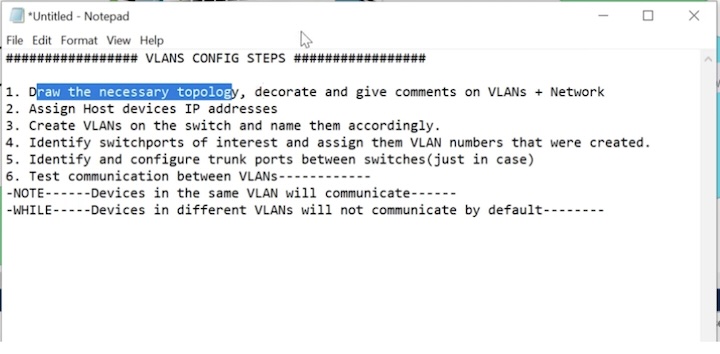 *Untitled - Notepad
File Edit Format View Help
################# VLANS CONFIG STEPS #################
1. Draw the necessary topology, decorate and give comments on VLANs + Network
2. Assign Host devices IP addresses
3. Create VLANs on the switch and name them accordingly.
4. Identify switchports of interest and assign them VLAN numbers that were created.
5. Identify and configure trunk ports between switches(just in case)
6. Test communication between VLANs------------
-NOTE------Devices in the same VLAN will communicate------
-WHILE-----Devices in different VLANs will not communicate by default--------